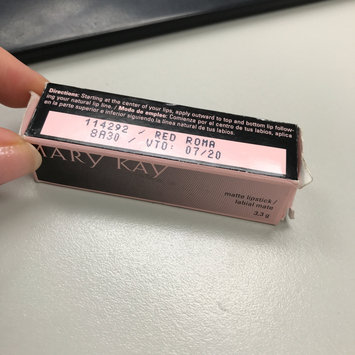 Directions: Starting at the center of your lips, apply outward to top and bottom lip follow-
ing your natural lip line. / Modo de empleo: Comienza por el centro de tus labios, aplica
en la parte superior e inferior siguiendo la línea natural de tus labios.
114292 / RED ROMA
8A30 / VTO: 07/20
MARY KAY
matte lipstick /
labial mate
3.3 g